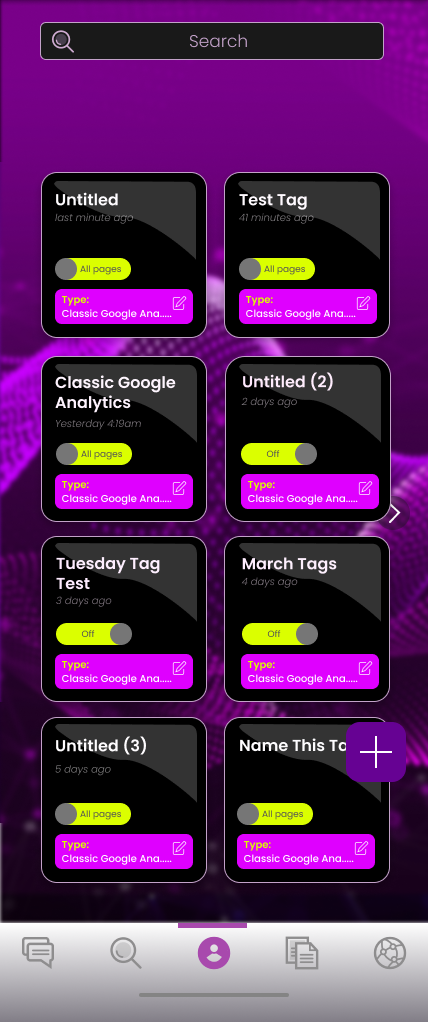 Search
Untitled
last minute ago
All pages
Type:
Classic Google Ana.....
Test Tag
41 minutes ago
All pages
Type:
Classic Google Ana.....
Classic Google
Analytics
Yesterday 4:19am
All pages
Type:
Classic Google Ana.....
Untitled (2)
2 days ago
Off
Type:
Classic Google Ana.....
Tuesday Tag
Test
3 days ago
Off
Type:
Classic Google Ana.....
March Tags
4 days ago
Off
Type:
Classic Google Ana.....
Untitled (3)
5 days ago
All pages
Type:
Classic Google Ana.....
Name This
All pages
Type:
Classic Google Ana.....